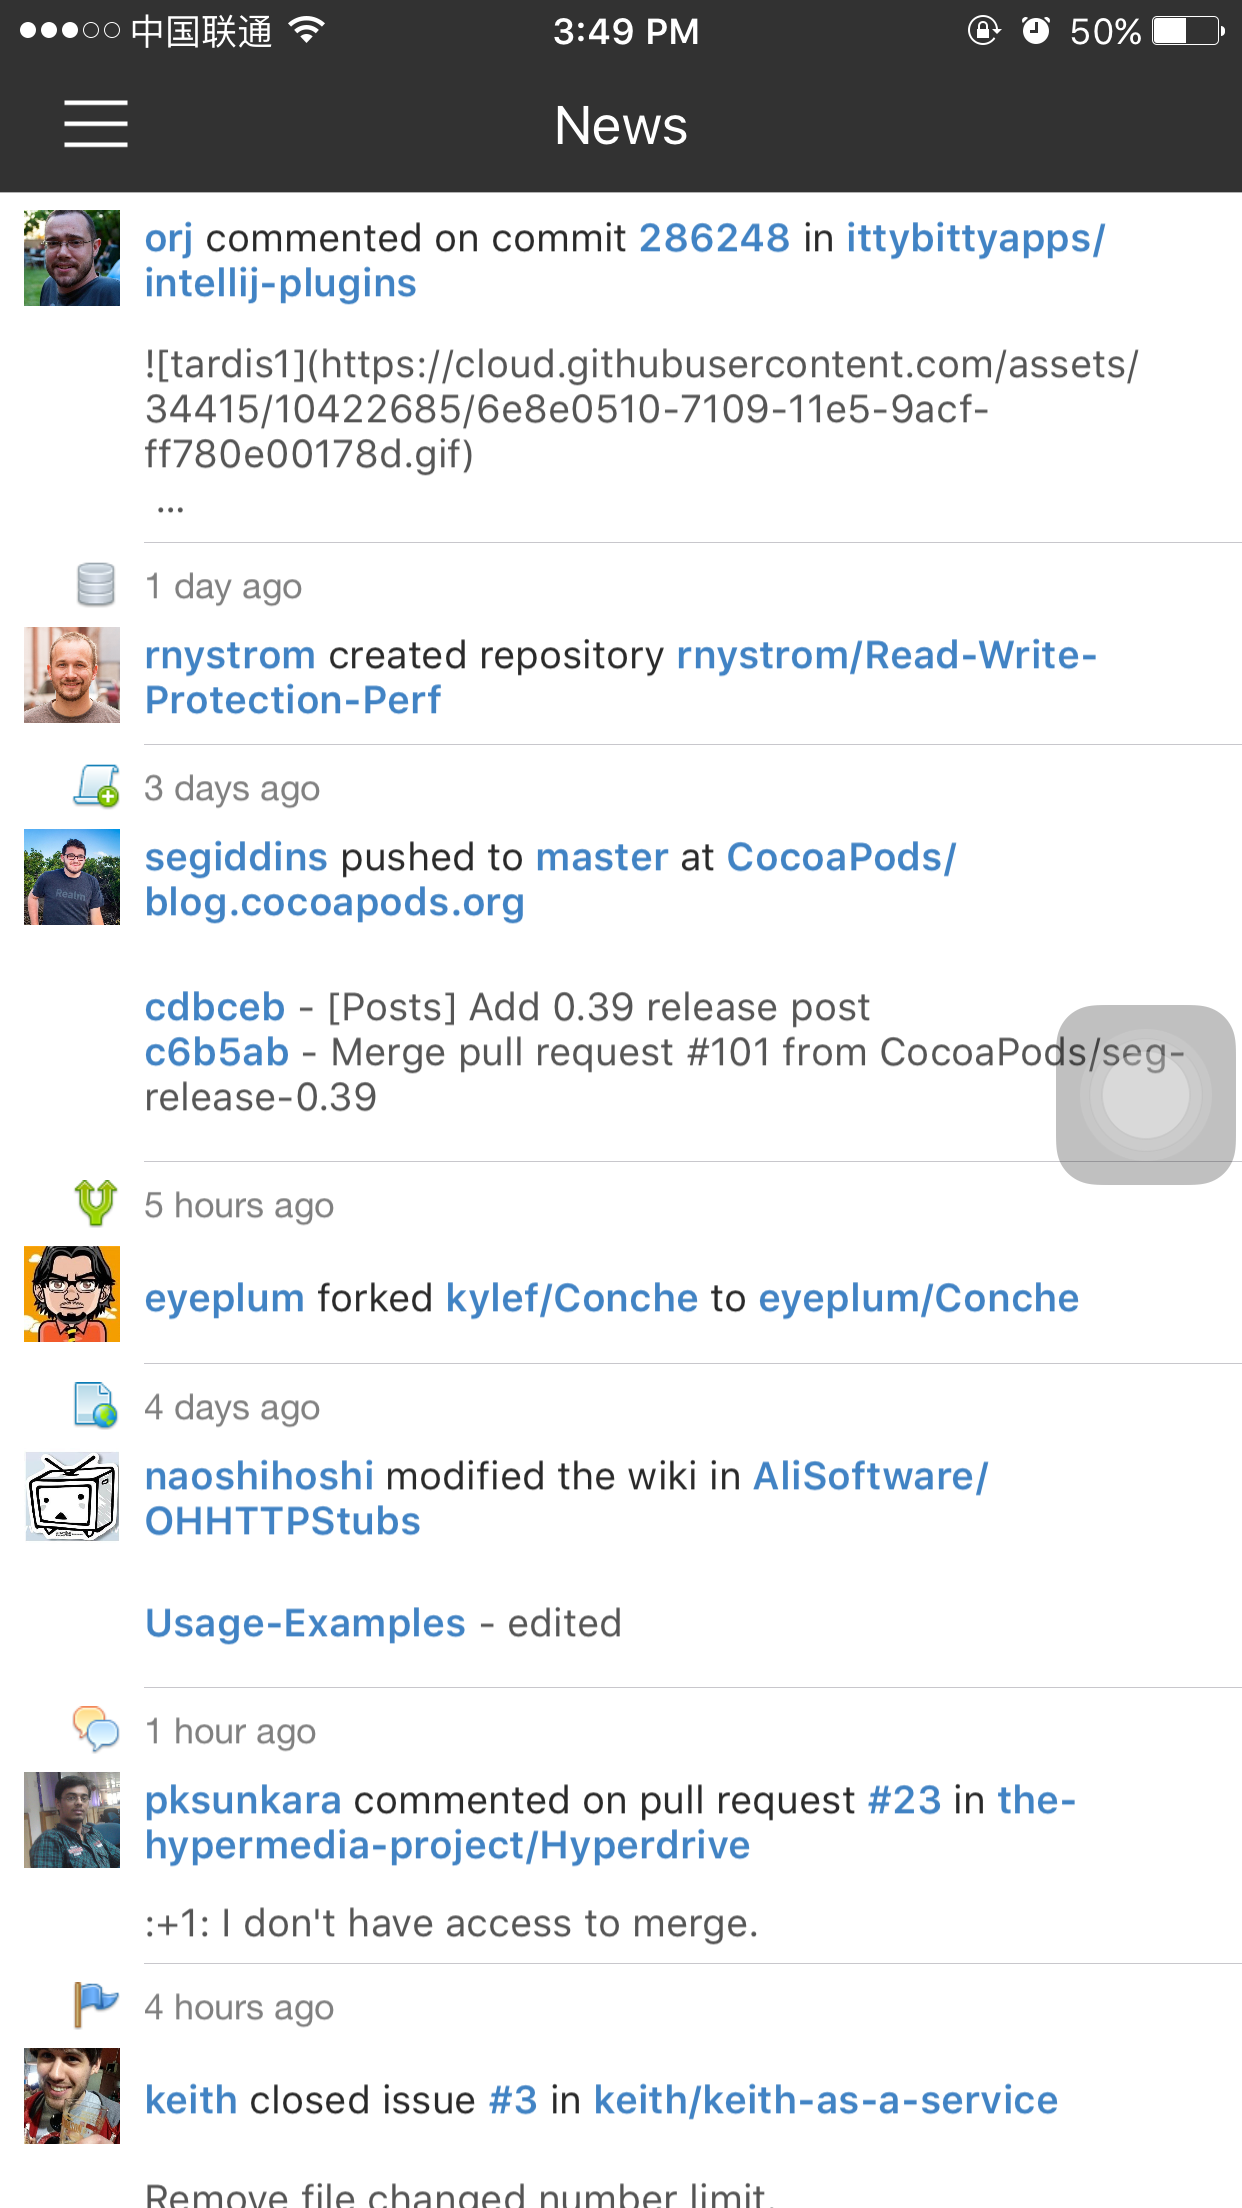 中国联通 3:49 PM 50%
News
orj commented on commit 286248 in ittybittyapps/
intellij-plugins
![tardis1](https://cloud.githubusercontent.com/assets/
34415/10422685/6e8e0510-7109-11e5-9acf-
ff780e00178d.gif)
...
1 day ago
rnystrom created repository rnystrom/Read-Write-
Protection-Perf
3 days ago
segiddins pushed to master at CocoaPods/
blog.cocoapods.org
cdbceb - [Posts] Add 0.39 release post
c6b5ab - Merge pull request #101 from CocoaPods/seg-
release-0.39
5 hours ago
eyeplum forked kylef/Conche to eyeplum/Conche
4 days ago
naoshihoshi modified the wiki in AliSoftware/
OHHTTPStubs
Usage-Examples - edited
1 hour ago
pksunkara commented on pull request #23 in the-
hypermedia-project/Hyperdrive
:+1: I don't have access to merge.
4 hours ago
keith closed issue #3 in keith/keith-as-a-service
Remove file changed number limit.